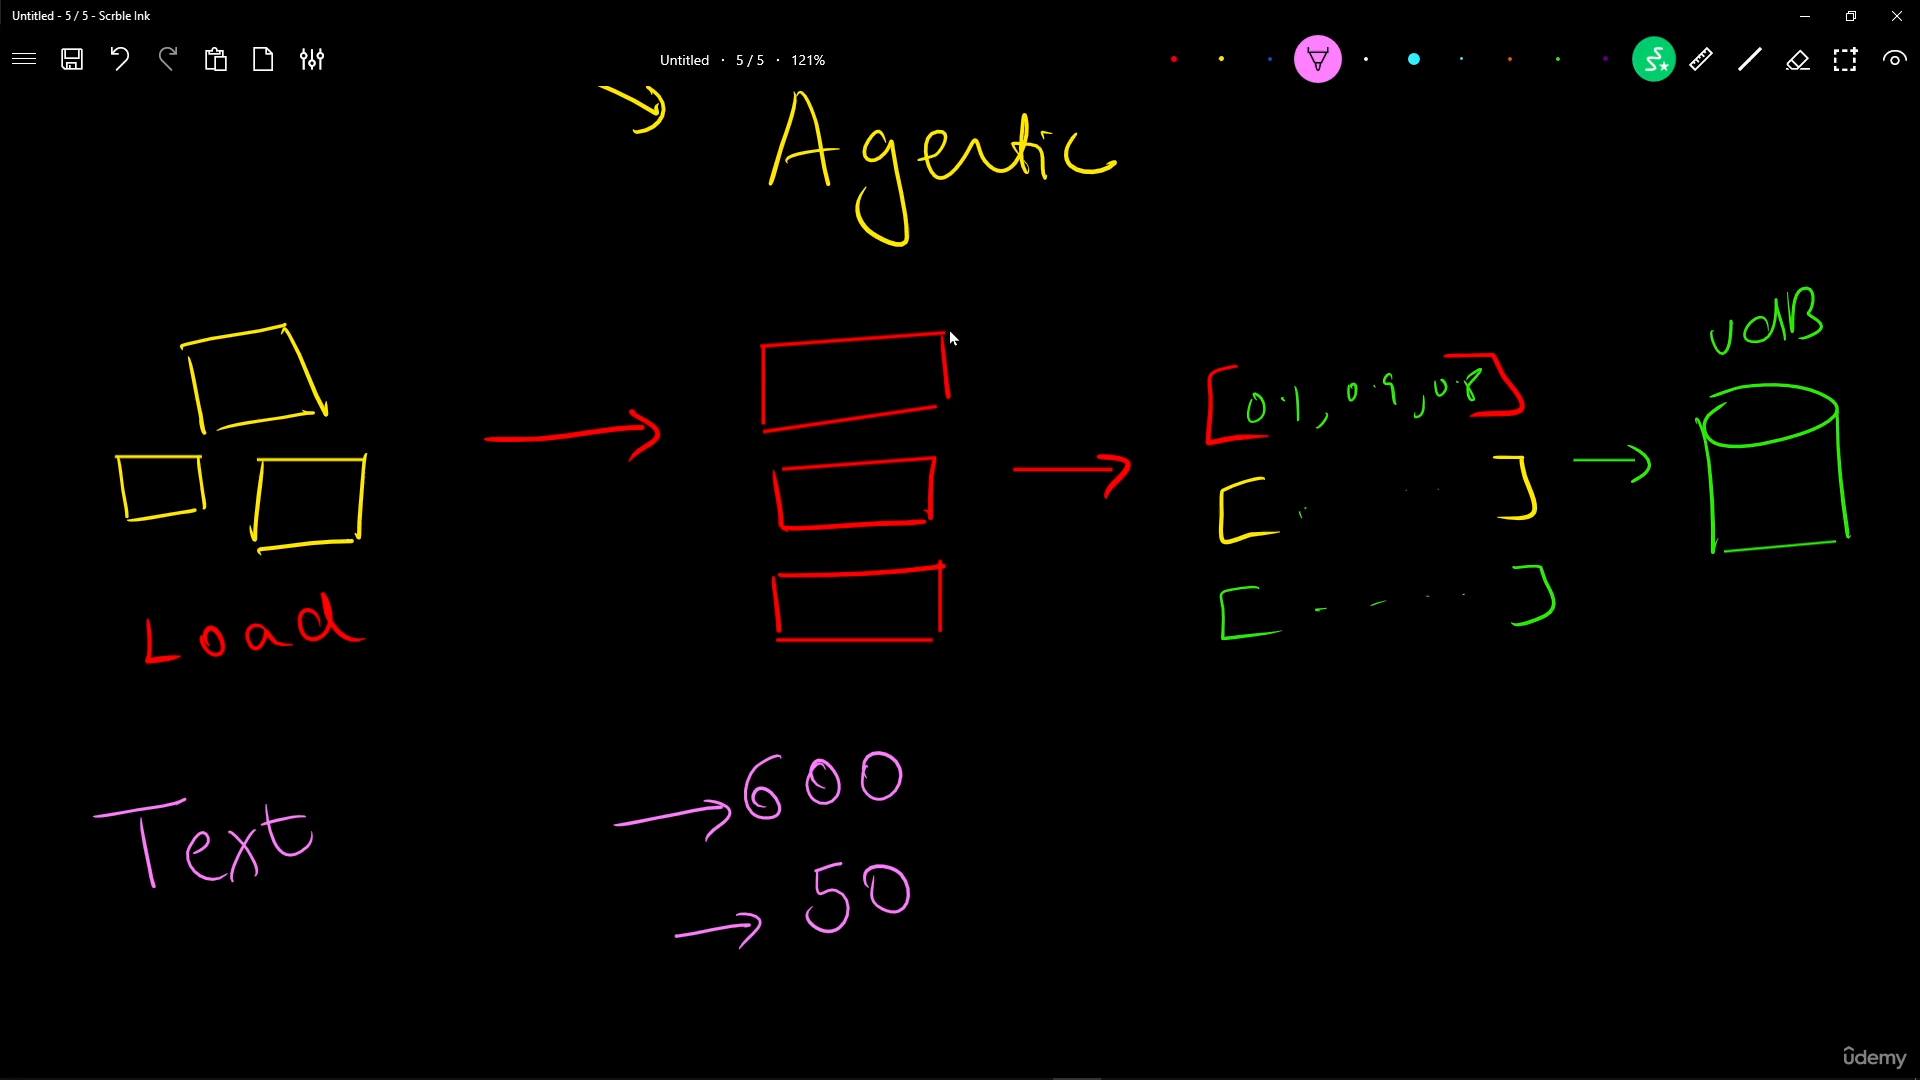 Untitled - 5 / 5 - Scrble Ink
Untitled · 5 / 5 · 121%
Agentic
vdB
[0.1, 0.9, 0.8]
[ ]
[ ]
Load
Text
600
50
ûdemy